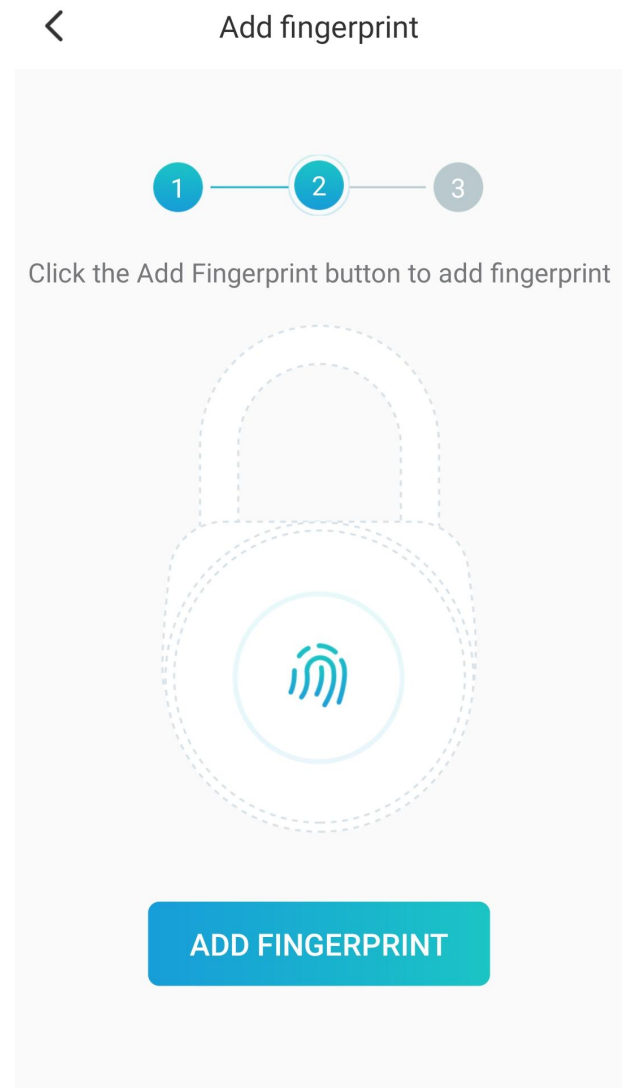 Add fingerprint
1
2
3
Click the Add Fingerprint button to add fingerprint
ADD FINGERPRINT